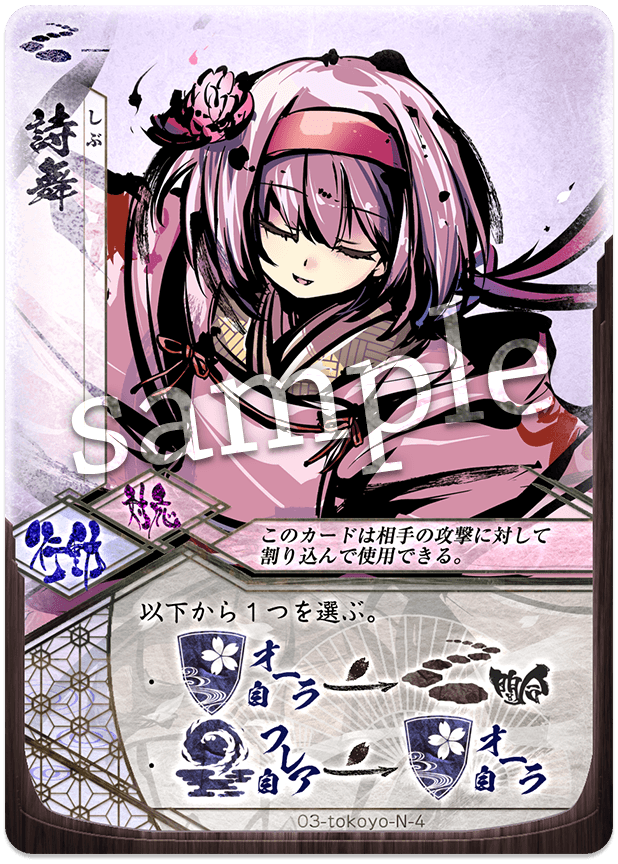 しぶ
詩舞
sample
対応
行動
このカードは相手の攻撃に対して
割り込んで使用できる。
以下から1つを選ぶ。
・自オーラ→間合
・自フレア→自オーラ
03-tokoyo-N-4